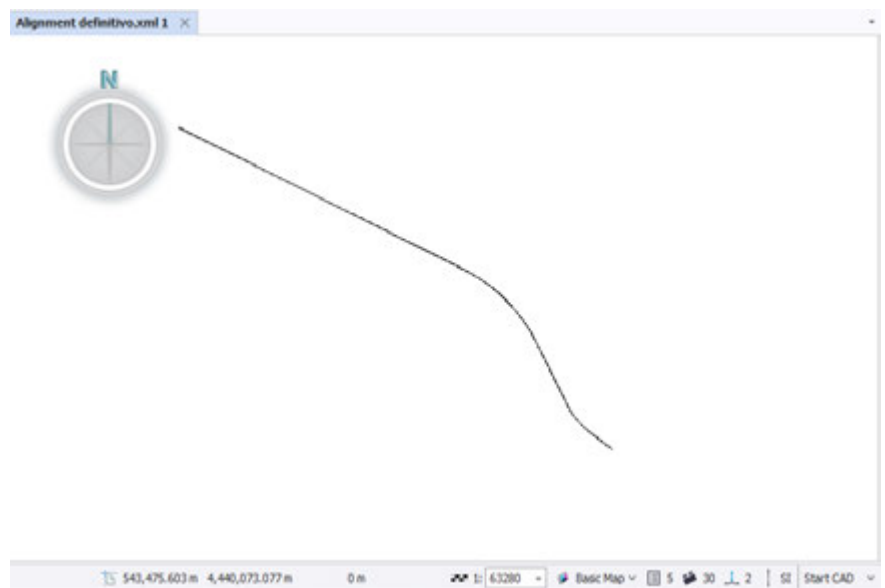 Alignment definitivo.xml 1
N
543,475.603 m 4,440,073.077 m 0 m 1: 63280 Basic Map 5 30 2 Start CAD